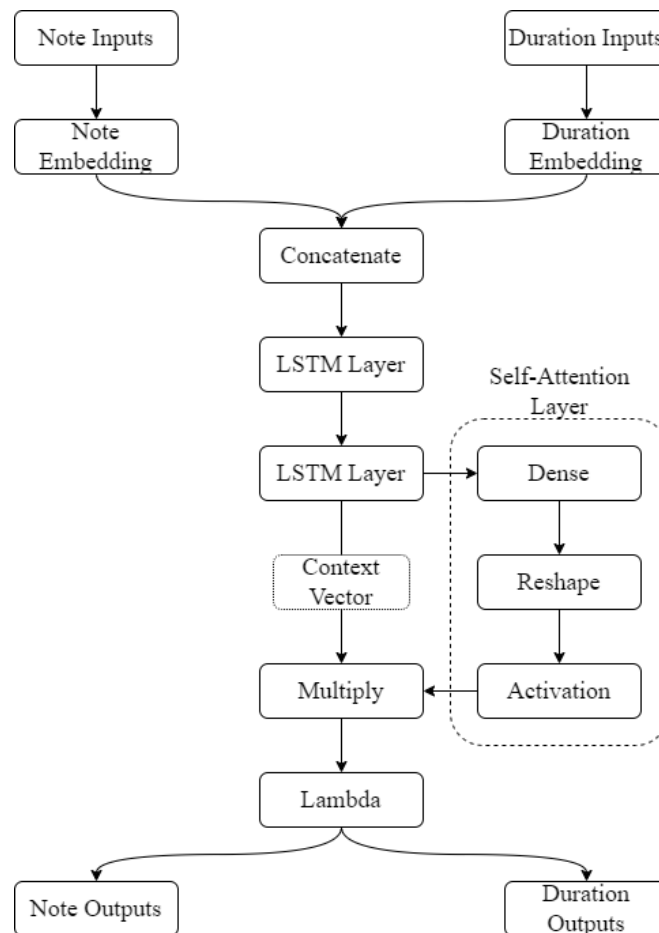 Note Inputs
Duration Inputs
Note
Embedding
Duration
Embedding
Concatenate
LSTM Layer
Self-Attention
Layer
LSTM Layer
Dense
Context
Vector
Reshape
Multiply
Activation
Lambda
Note Outputs
Duration
Outputs